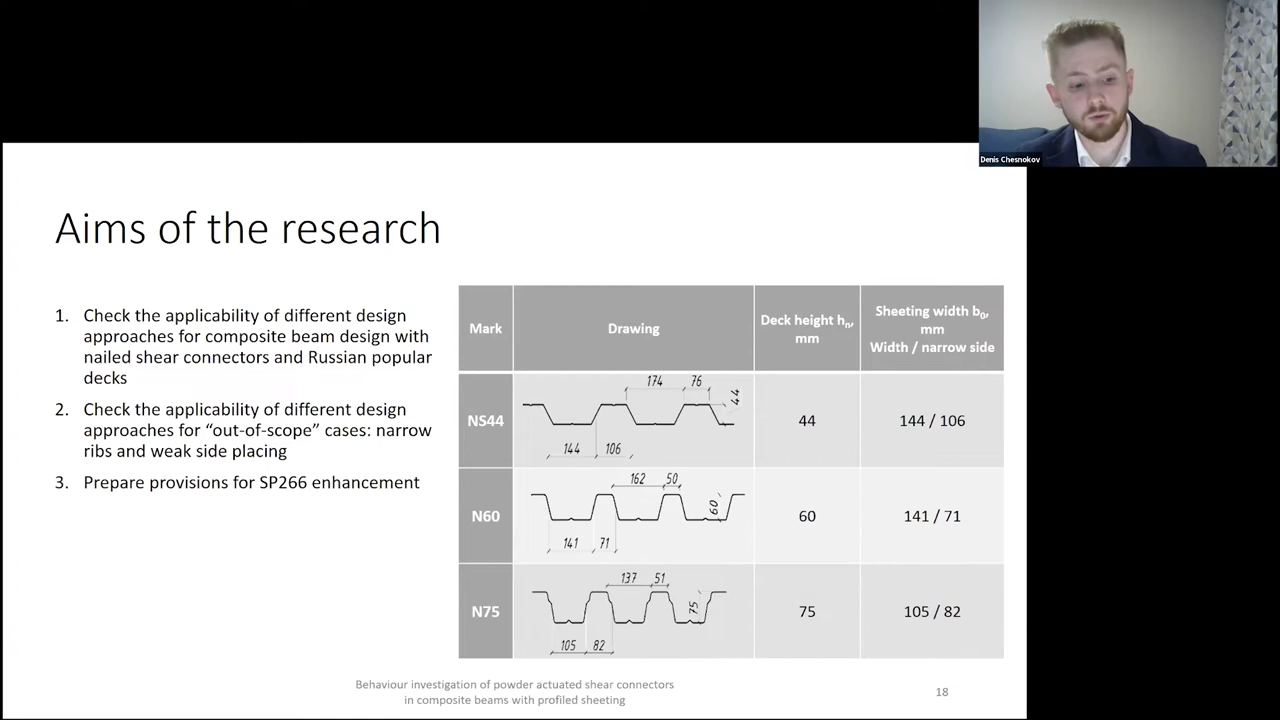 Denis Chesnokov
Aims of the research
1. Check the applicability of different design
approaches for composite beam design with
nailed shear connectors and Russian popular
decks
2. Check the applicability of different design
approaches for “out-of-scope” cases: narrow
ribs and weak side placing
3. Prepare provisions for SP266 enhancement
Mark
Drawing
Deck height hn,
mm
Sheeting width b0,
mm
Width / narrow side
NS44
174
76
44
144
106
44
144 / 106
N60
162
50
60
141
71
60
141 / 71
N75
137
51
75
105
82
75
105 / 82
Behaviour investigation of powder actuated shear connectors
in composite beams with profiled sheeting
18